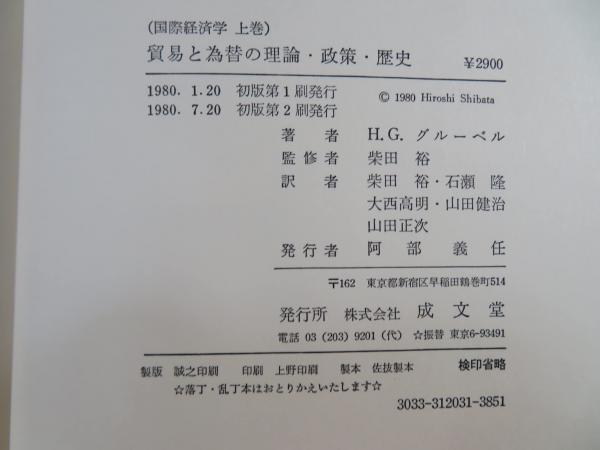 (国際経済学 上巻)
貿易と為替の理論・政策・歴史 ¥2900
1980. 1.20 初版第1刷発行
1980. 7.20 初版第2刷発行
© 1980 Hiroshi Shibata
著者 H.G. グルーベル
監修者 柴田 裕
訳者 柴田 裕・石瀬 隆
大西高明・山田健治
山田正次
発行者 阿部義任
〒162 東京都新宿区早稲田鶴巻町514
発行所 株式会社 成文堂
電話 03 (203) 9201 (代) ☆振替 東京6-93491
製版 誠之印刷 印刷 上野印刷 製本 佐抜製本 検印省略
☆落丁・乱丁本はおとりかえいたします☆
3033-312031-3851